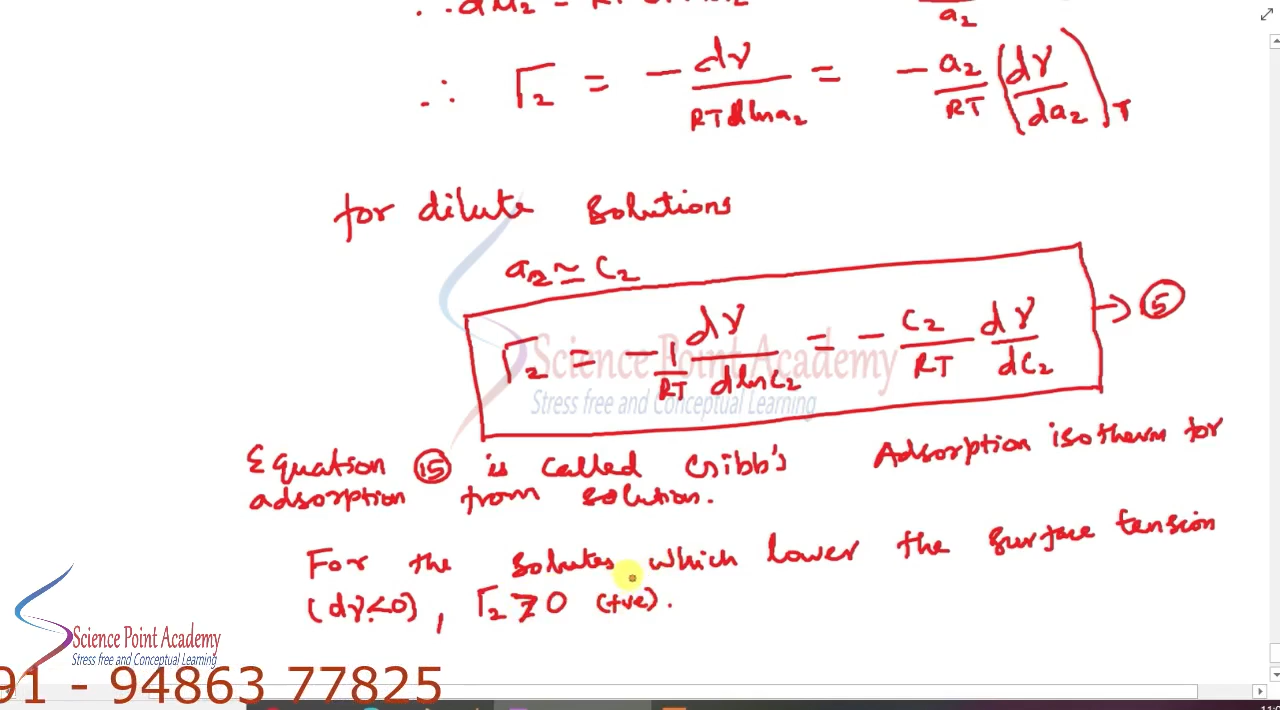 a₂
∴ Γ₂ = - dγ / RT dlna₂ = - a₂/RT (dγ/da₂)T
for dilute solutions
a₂ ≃ C₂
Γ₂ = - 1/RT dγ/dlnC₂ = - C₂/RT dγ/dC₂ → ⑤
Science Point Academy
Stress free and Conceptual Learning
Equation ⑮ is called Gibb's Adsorption isotherm for
adsorption from solution.
For the solutes which lower the surface tension
(dγ<0), Γ₂ > 0 (+ve).
Science Point Academy
Stress free and Conceptual Learning
91 - 94863 77825